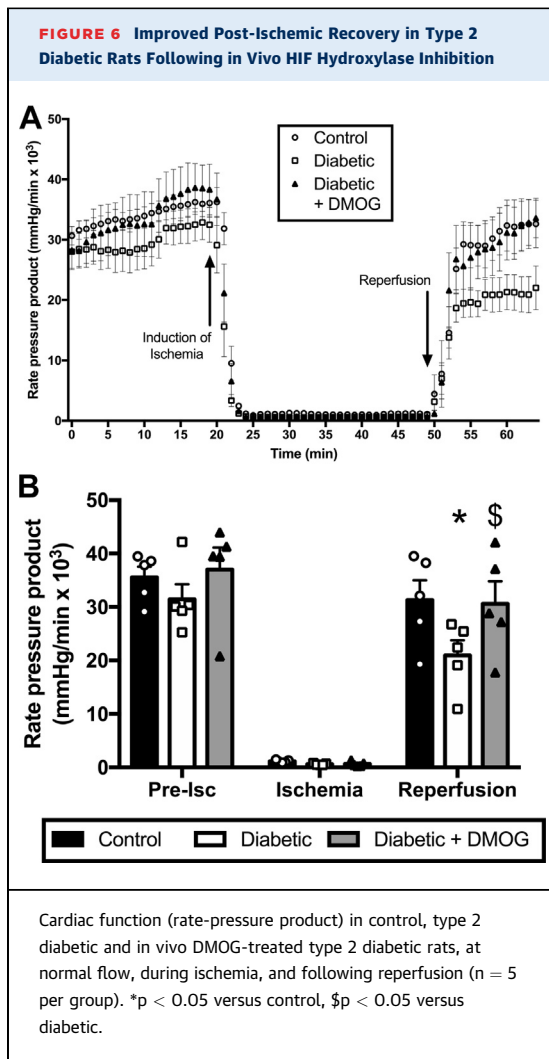 FIGURE 6 Improved Post-Ischemic Recovery in Type 2
Diabetic Rats Following in Vivo HIF Hydroxylase Inhibition
A
Rate pressure product (mmHg/min x 10³)
50
40
30
20
10
0
Control
Diabetic
Diabetic
+ DMOG
Induction of
Ischemia
Reperfusion
0 5 10 15 20 25 30 35 40 45 50 55 60
Time (min)
B
Rate pressure product
(mmHg/min x 10³)
50
40
30
20
10
0
* $
Pre-Isc Ischemia Reperfusion
Control Diabetic Diabetic + DMOG
Cardiac function (rate-pressure product) in control, type 2
diabetic and in vivo DMOG-treated type 2 diabetic rats, at
normal flow, during ischemia, and following reperfusion (n = 5
per group). *p < 0.05 versus control, $p < 0.05 versus
diabetic.